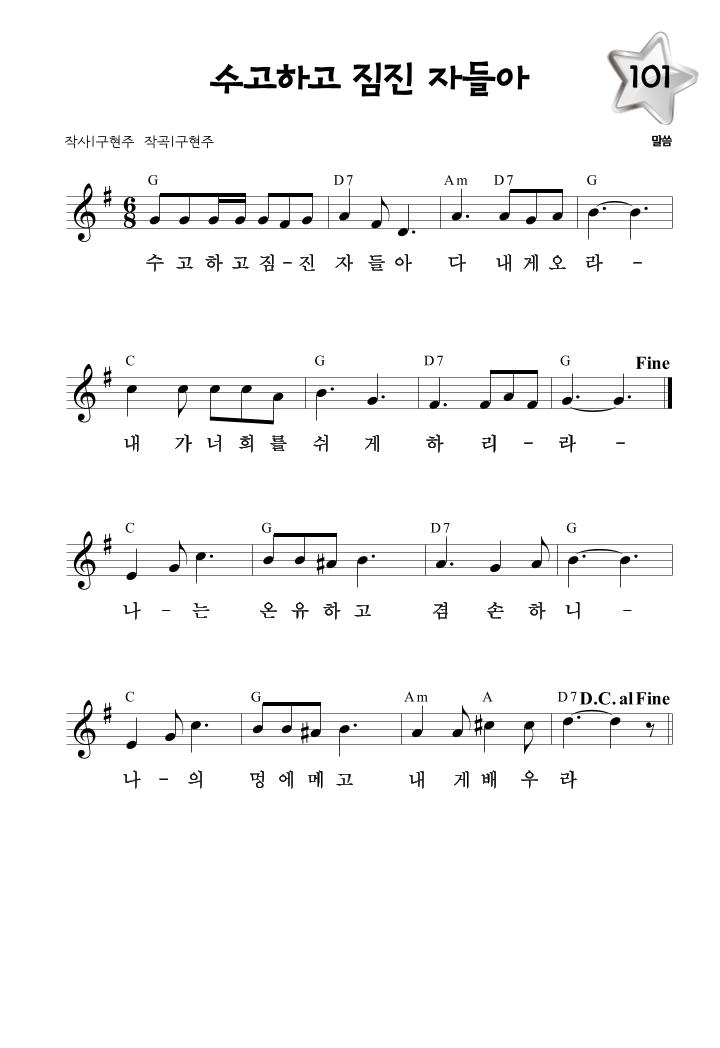 수고하고 짐진 자들아
101
작사|구현주 작곡|구현주
말씀
G D7 Am D7 G
수 고 하 고 짐 - 진 자 들 아 다 내 게 오 라 -
C G D7 G Fine
내 가 너 희 를 쉬 게 하 리 - 라 -
C G D7 G
나 - 는 온 유 하 고 겸 손 하 니 -
C G Am A D7 D.C. al Fine
나 - 의 멍 에 메 고 내 게 배 우 라